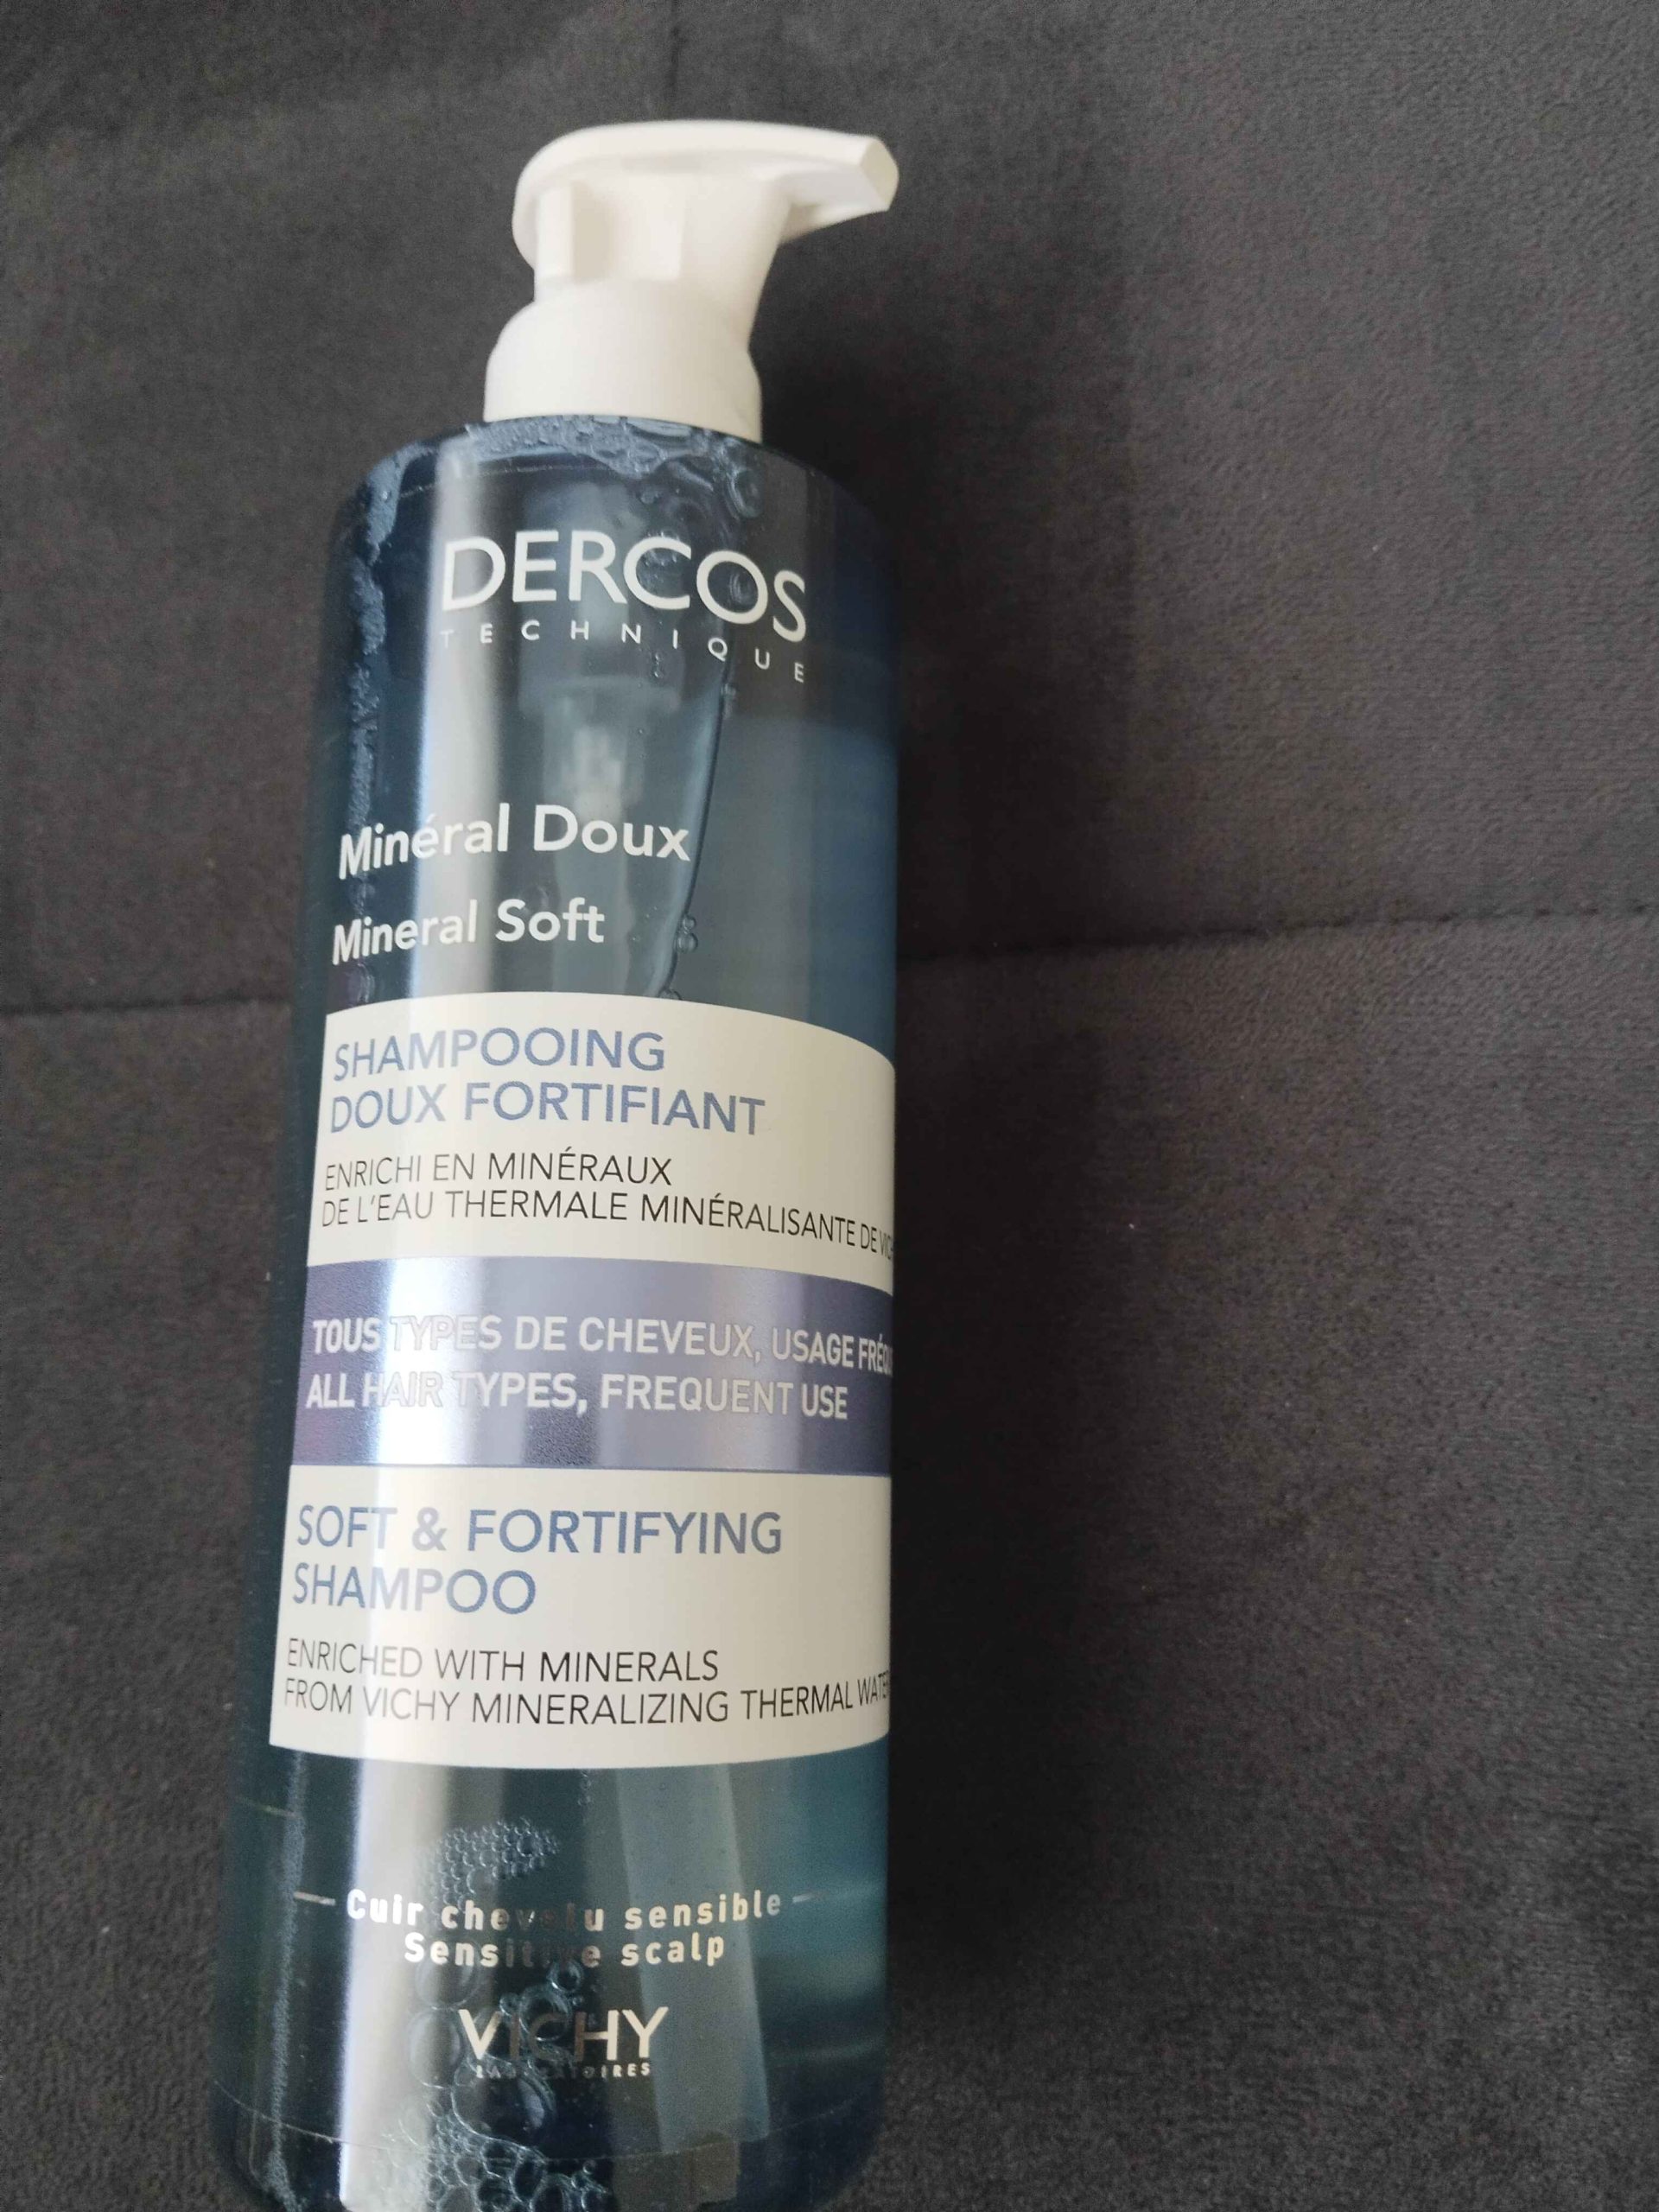 DERCOS
TECHNIQUE
Minéral Doux
Mineral Soft
SHAMPOOING
DOUX FORTIFIANT
ENRICHI EN MINÉRAUX
DE L'EAU THERMALE MINÉRALISANTE DE
TOUS TYPES DE CHEVEUX, USAGE
ALL HAIR TYPES, FREQUENT USE
SOFT & FORTIFYING
SHAMPOO
ENRICHED WITH MINERALS
FROM VICHY MINERALIZING THERMAL WATER
Cuir chevelu sensible
Sensitive scalp
VICHY
LABORATOIRES